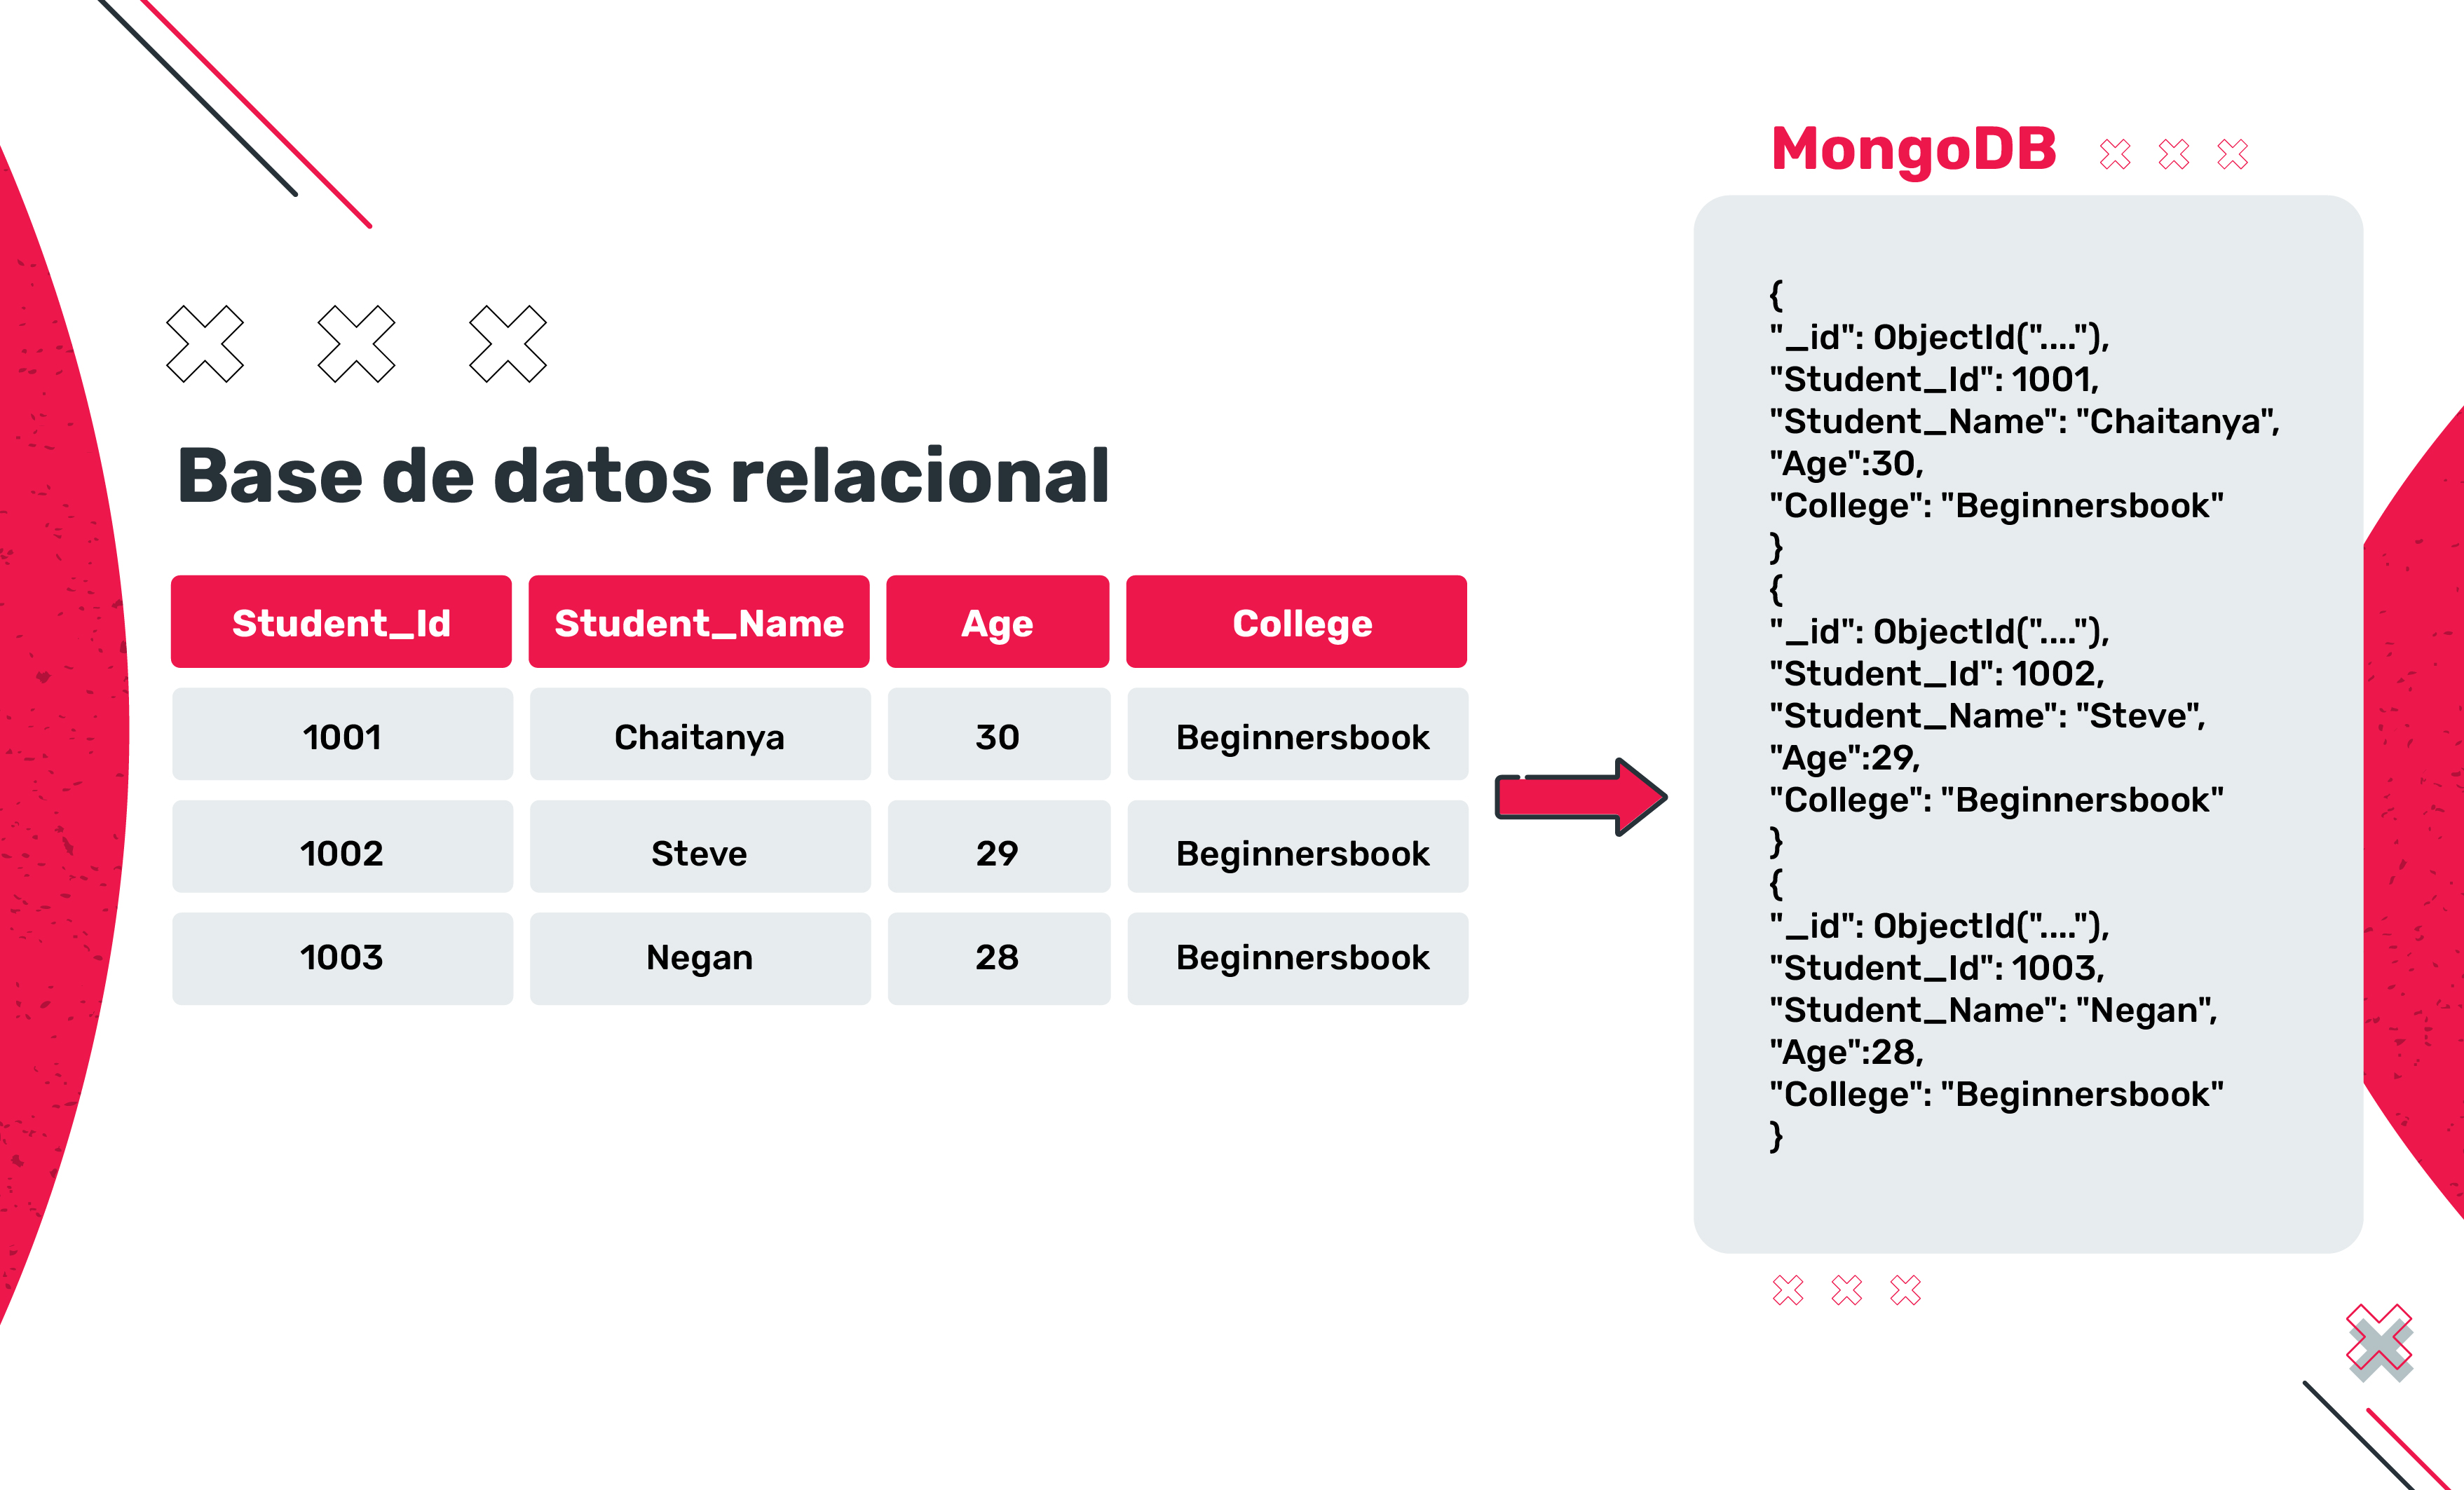 Base de datos relacional
Student_Id Student_Name Age College
1001 Chaitanya 30 Beginnersbook
1002 Steve 29 Beginnersbook
1003 Negan 28 Beginnersbook
MongoDB
{
"_id": ObjectId("...."),
"Student_Id": 1001,
"Student_Name": "Chaitanya",
"Age":30,
"College": "Beginnersbook"
}
{
"_id": ObjectId("...."),
"Student_Id": 1002,
"Student_Name": "Steve",
"Age":29,
"College": "Beginnersbook"
}
{
"_id": ObjectId("...."),
"Student_Id": 1003,
"Student_Name": "Negan",
"Age":28,
"College": "Beginnersbook"
}